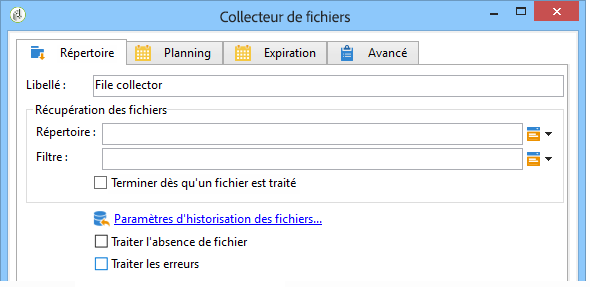 Collecteur de fichiers
Répertoire Planning Expiration Avancé
Libellé : File collector
Récupération des fichiers
Répertoire :
Filtre :
Terminer dès qu'un fichier est traité
Paramètres d'historisation des fichiers...
Traiter l'absence de fichier
Traiter les erreurs